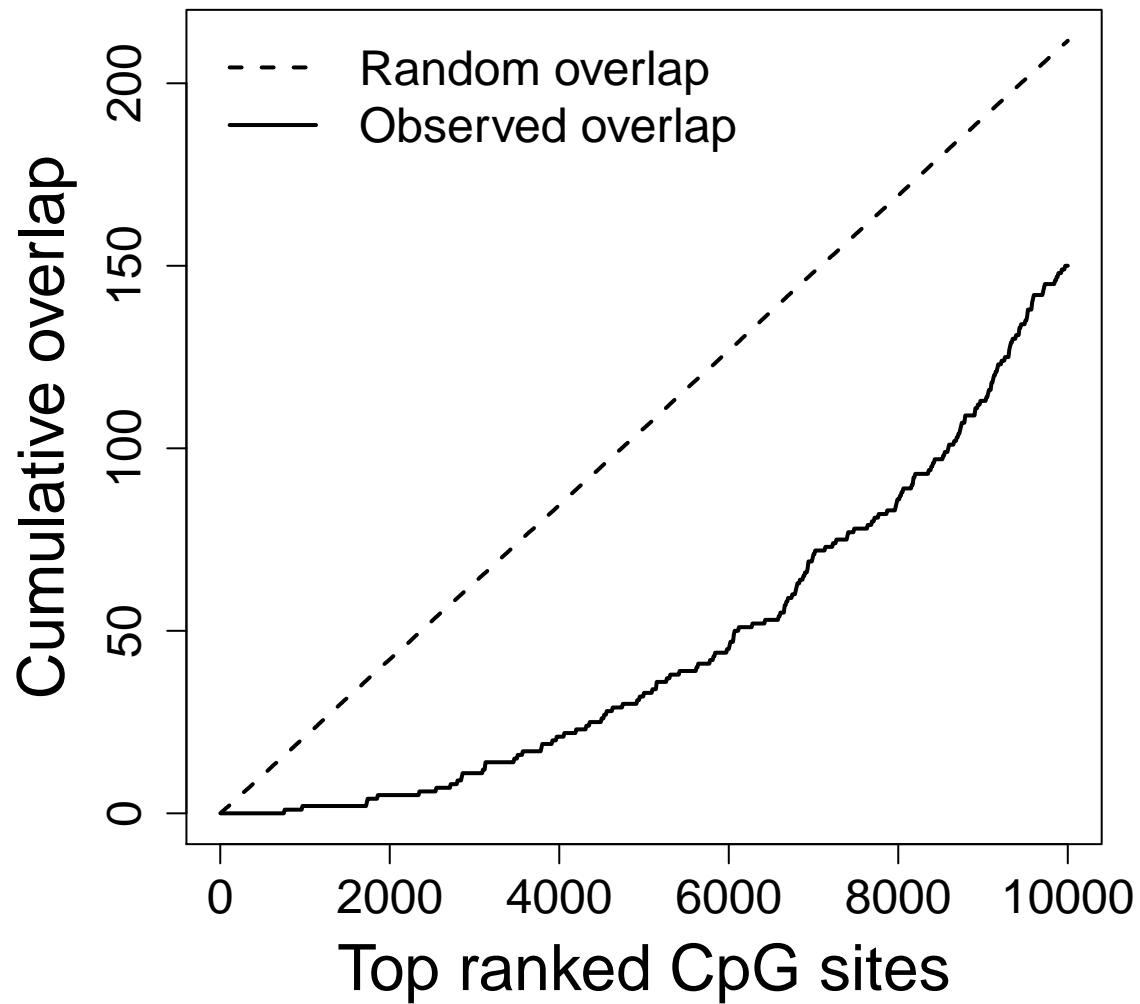 Random overlap
Observed overlap
Cumulative overlap
200
150
100
50
0
0 2000 4000 6000 8000 10000
Top ranked CpG sites